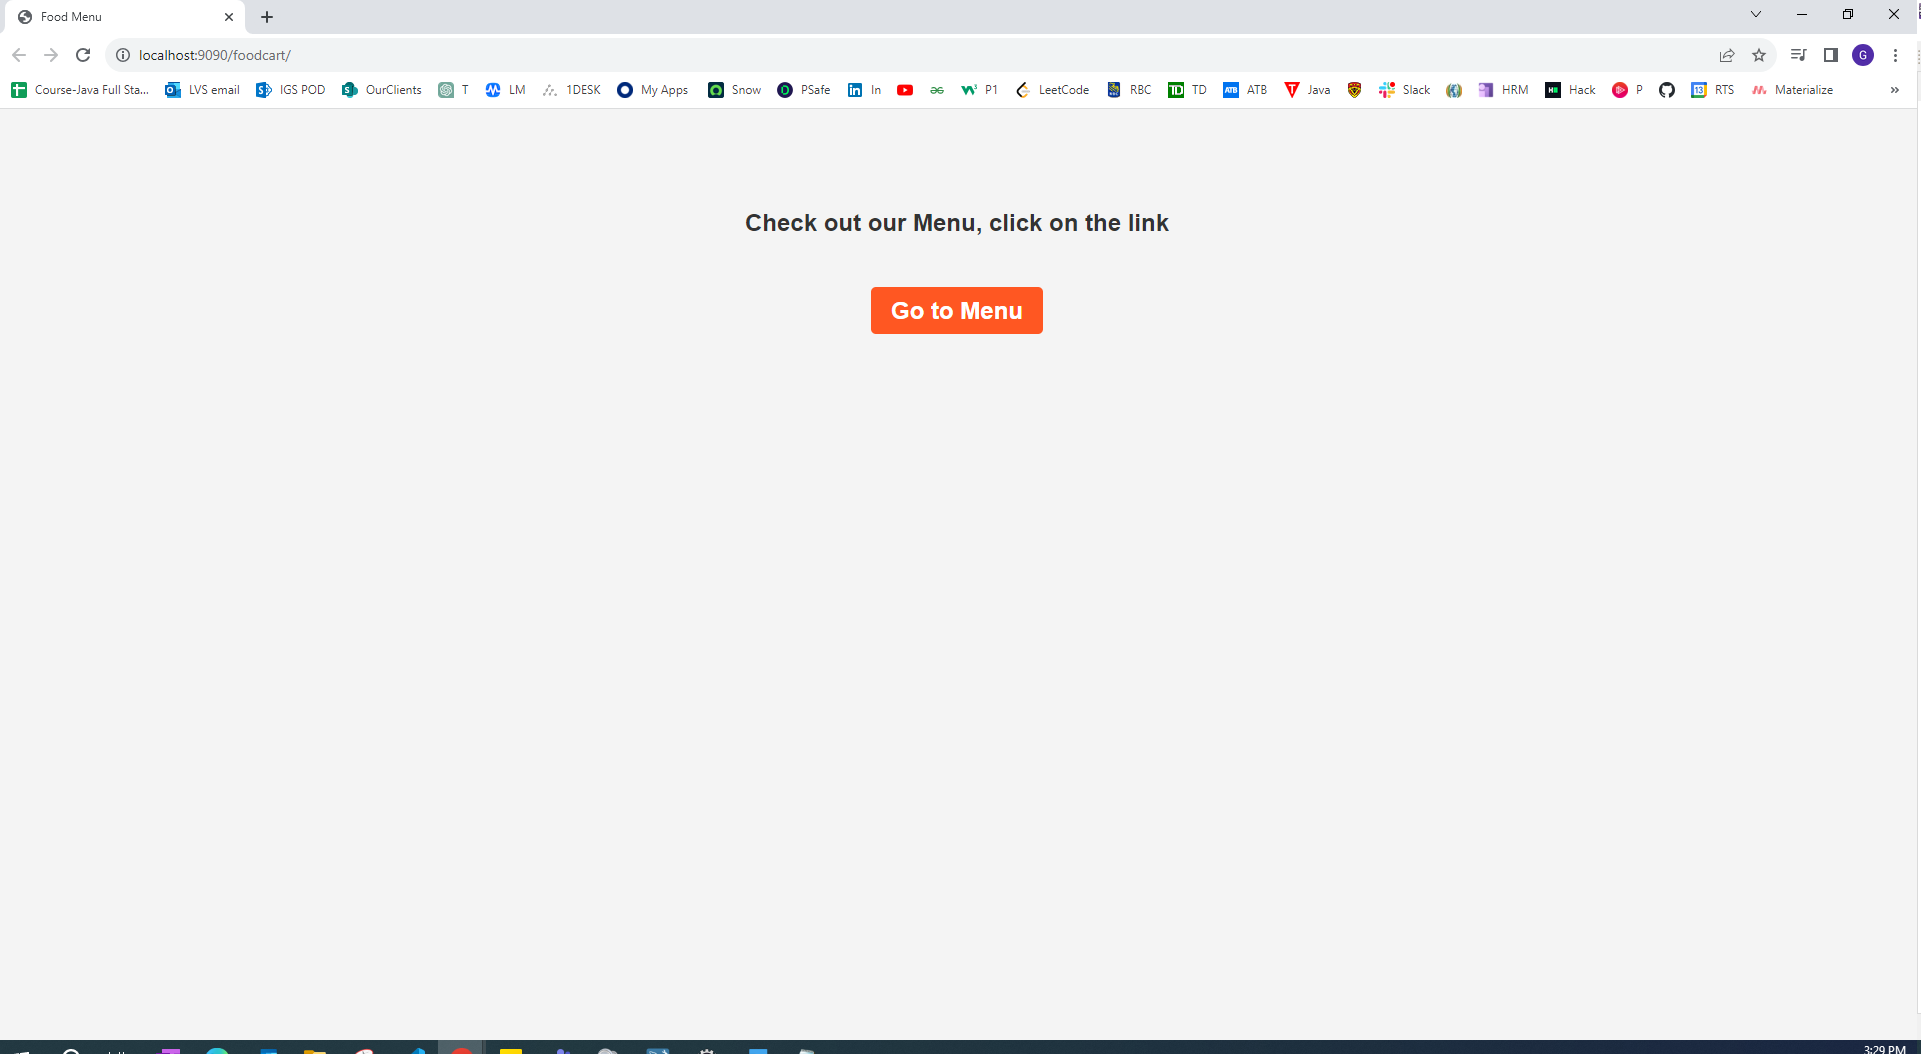 Food Menu
localhost:9090/foodcart/
G
Course-Java Full Sta... LVS email IGS POD OurClients T LM 1DESK My Apps Snow PSafe In P1 LeetCode RBC TD ATB Java Slack HRM Hack P RTS Materialize »
Check out our Menu, click on the link
Go to Menu
3:29 PM